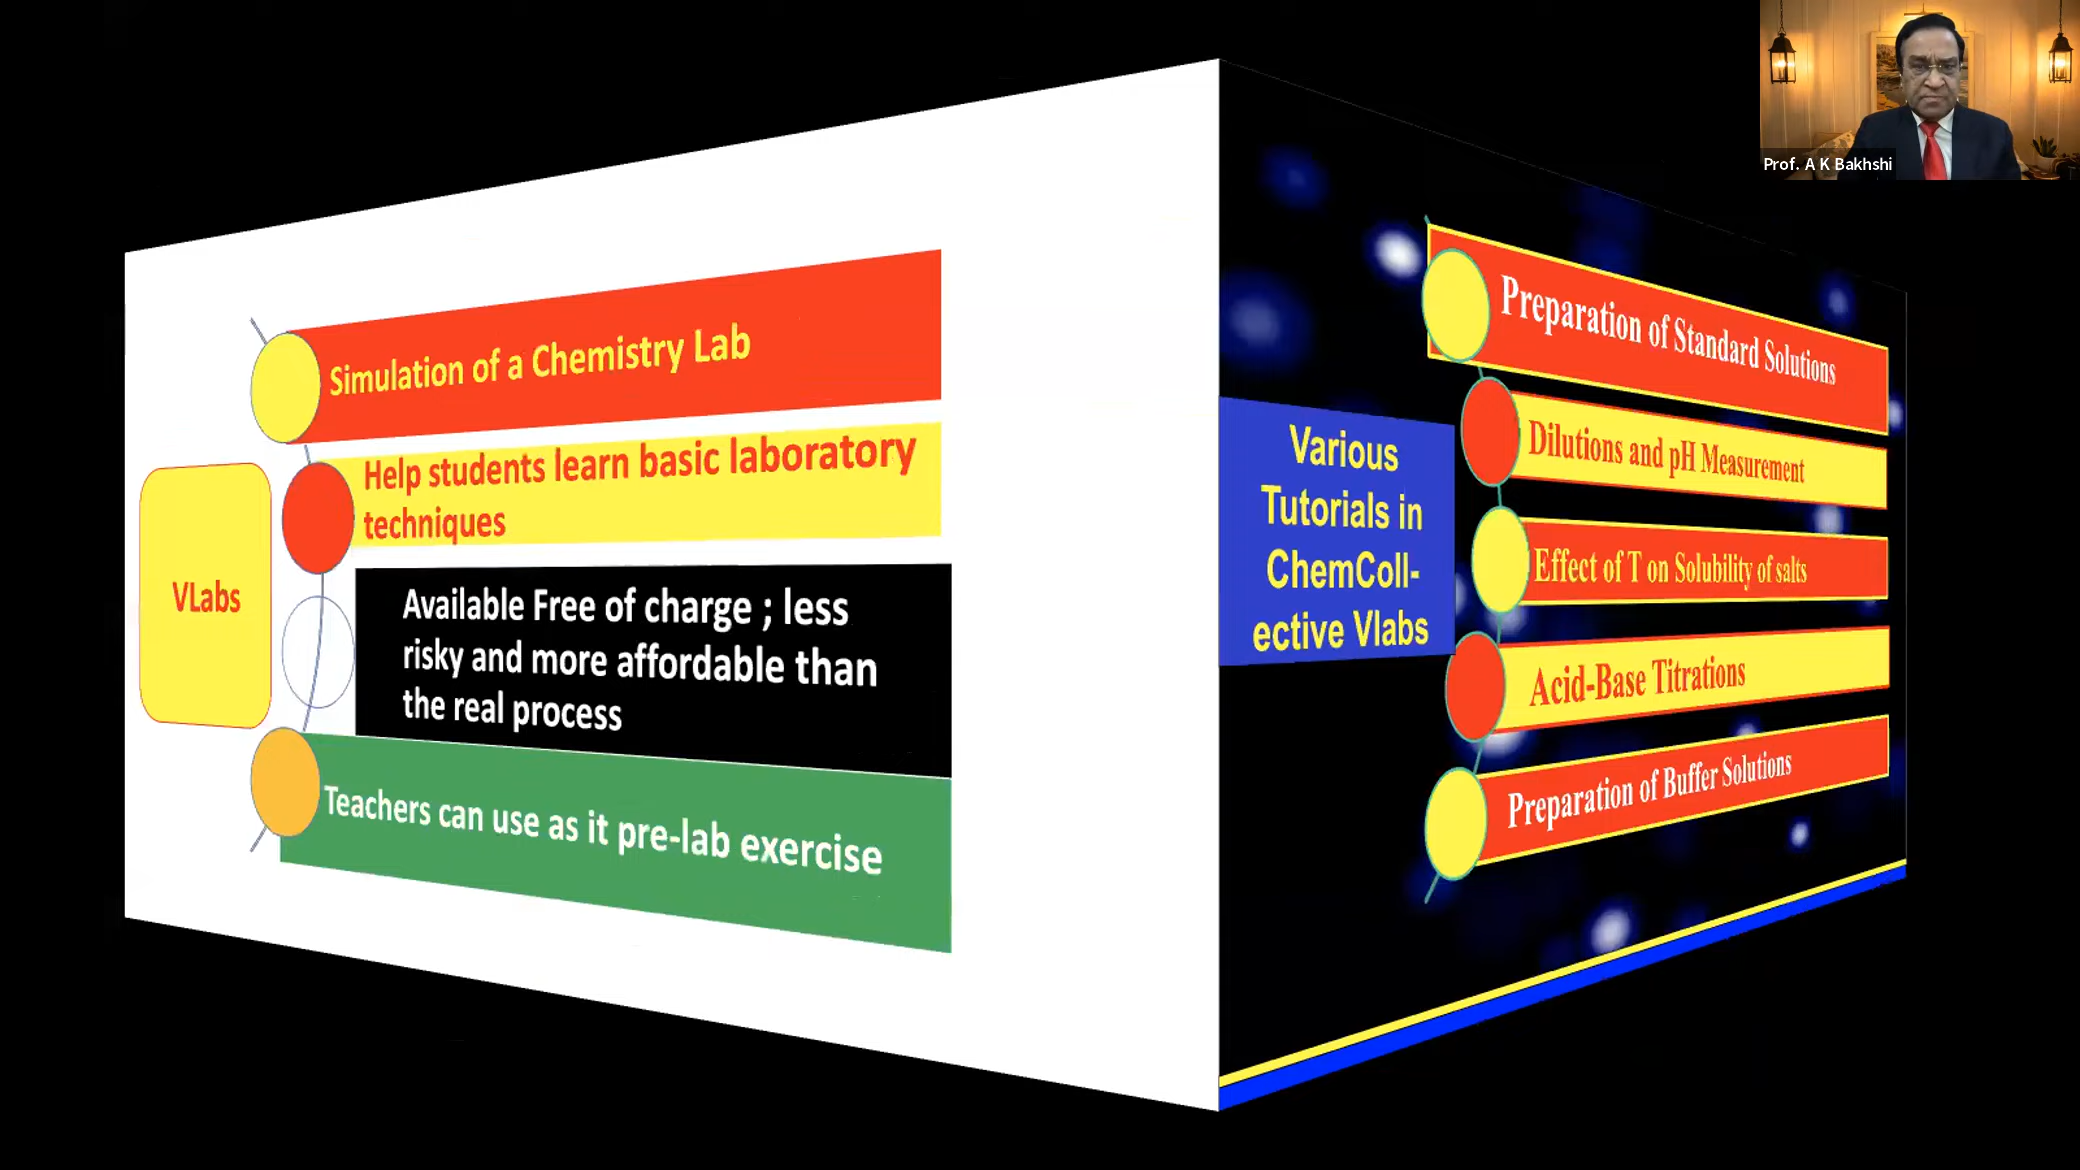 Simulation of a Chemistry Lab
Help students learn basic laboratory
techniques
VLabs
Available Free of charge ; less
risky and more affordable than
the real process
Teachers can use as it pre-lab exercise
Various
Tutorials in
ChemColl-
ective Vlabs
Preparation of Standard Solutions
Dilutions and pH Measurement
Effect of T on Solubility of salts
Acid-Base Titrations
Preparation of Buffer Solutions
Prof. A K Bakhshi